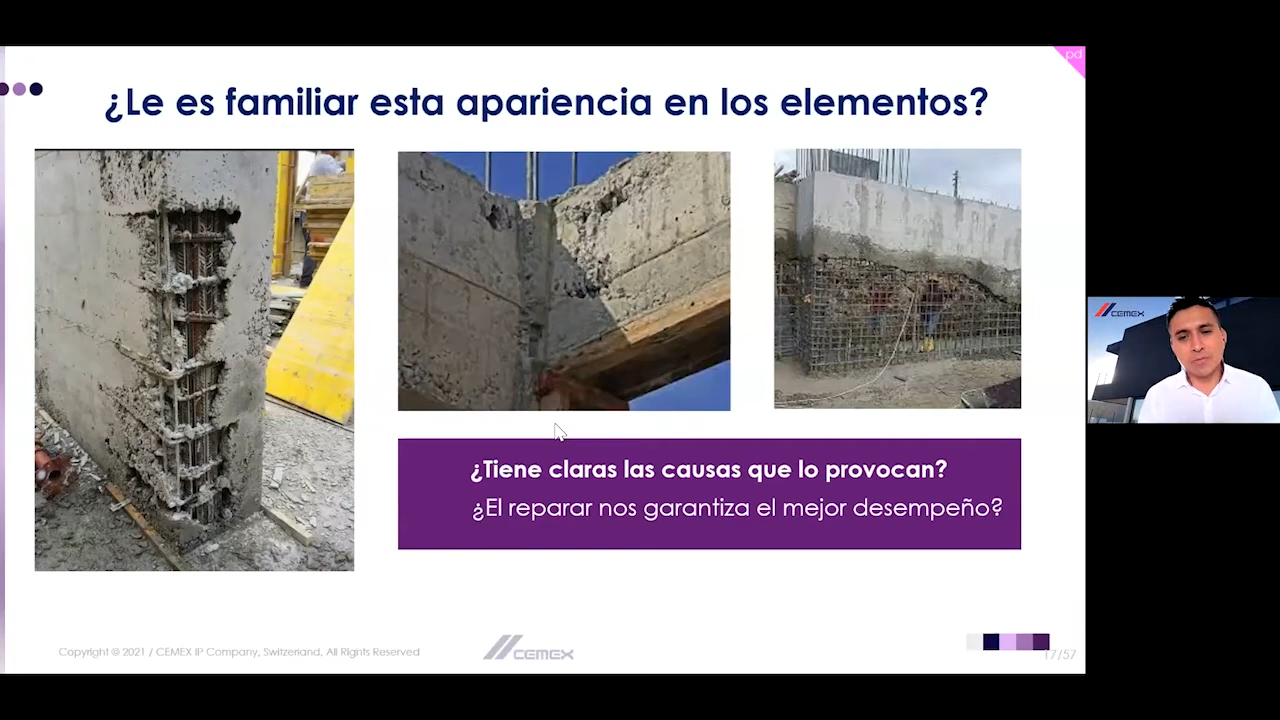 pd
¿Le es familiar esta apariencia en los elementos?
CEMEX
¿Tiene claras las causas que lo provocan?
¿El reparar nos garantiza el mejor desempeño?
Copyright © 2021 / CEMEX IP Company, Switzerland, All Rights Reserved
CEMEX
17/57